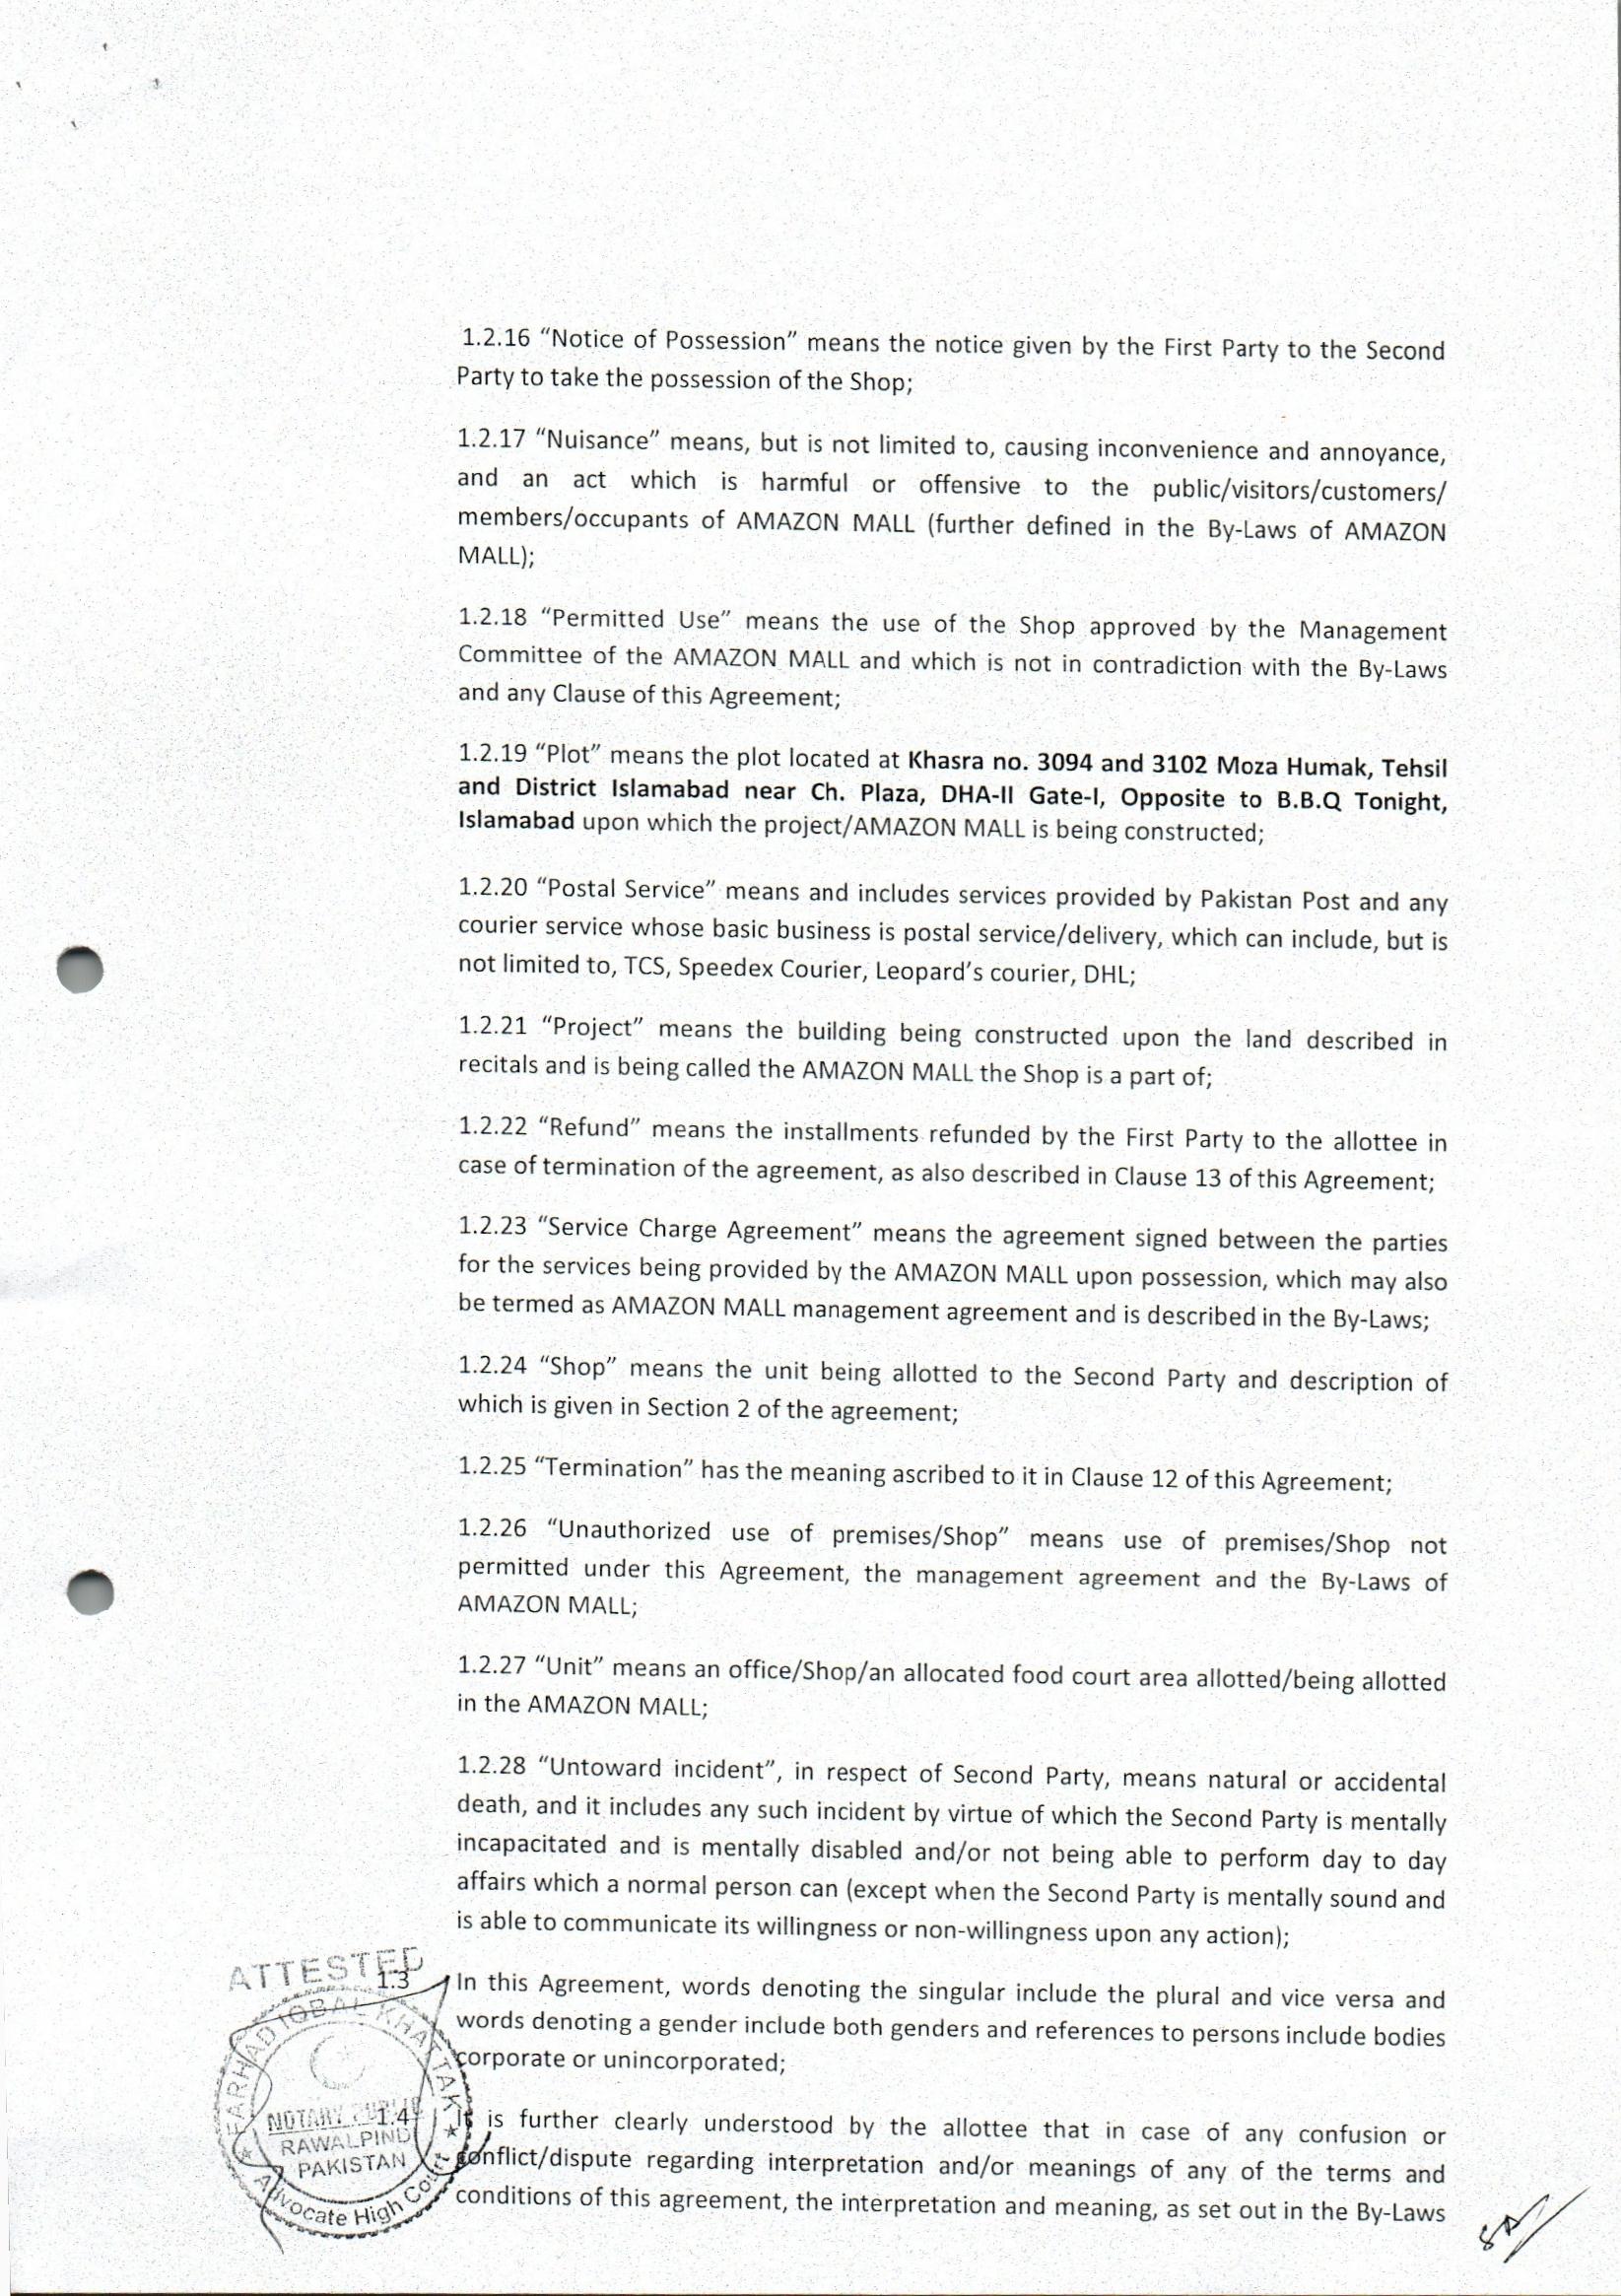 1.2.16 “Notice of Possession” means the notice given by the First Party to the Second
Party to take the possession of the Shop;
1.2.17 “Nuisance” means, but is not limited to, causing inconvenience and annoyance,
and an act which is harmful or offensive to the public/visitors/customers/
members/occupants of AMAZON MALL (further defined in the By-Laws of AMAZON
MALL);
1.2.18 “Permitted Use” means the use of the Shop approved by the Management
Committee of the AMAZON MALL and which is not in contradiction with the By-Laws
and any Clause of this Agreement;
1.2.19 “Plot” means the plot located at Khasra no. 3094 and 3102 Moza Humak, Tehsil
and District Islamabad near Ch. Plaza, DHA-II Gate-I, Opposite to B.B.Q Tonight,
Islamabad upon which the project/AMAZON MALL is being constructed;
1.2.20 “Postal Service” means and includes services provided by Pakistan Post and any
courier service whose basic business is postal service/delivery, which can include, but is
not limited to, TCS, Speedex Courier, Leopard’s courier, DHL;
1.2.21 “Project” means the building being constructed upon the land described in
recitals and is being called the AMAZON MALL the Shop is a part of;
1.2.22 “Refund” means the installments refunded by the First Party to the allottee in
case of termination of the agreement, as also described in Clause 13 of this Agreement;
1.2.23 “Service Charge Agreement” means the agreement signed between the parties
for the services being provided by the AMAZON MALL upon possession, which may also
be termed as AMAZON MALL management agreement and is described in the By-Laws;
1.2.24 “Shop” means the unit being allotted to the Second Party and description of
which is given in Section 2 of the agreement;
1.2.25 “Termination” has the meaning ascribed to it in Clause 12 of this Agreement;
1.2.26 “Unauthorized use of premises/Shop” means use of premises/Shop not
permitted under this Agreement, the management agreement and the By-Laws of
AMAZON MALL;
1.2.27 “Unit” means an office/Shop/an allocated food court area allotted/being allotted
in the AMAZON MALL;
1.2.28 “Untoward incident”, in respect of Second Party, means natural or accidental
death, and it includes any such incident by virtue of which the Second Party is mentally
incapacitated and is mentally disabled and/or not being able to perform day to day
affairs which a normal person can (except when the Second Party is mentally sound and
is able to communicate its willingness or non-willingness upon any action);
ATTESTED
1.3 In this Agreement, words denoting the singular include the plural and vice versa and
words denoting a gender include both genders and references to persons include bodies
corporate or unincorporated;
FARHAD IQBAL KHATTAK
NOTARY PUBLIC
RAWALPINDI
PAKISTAN
Advocate High Court
1.4 It is further clearly understood by the allottee that in case of any confusion or
conflict/dispute regarding interpretation and/or meanings of any of the terms and
conditions of this agreement, the interpretation and meaning, as set out in the By-Laws